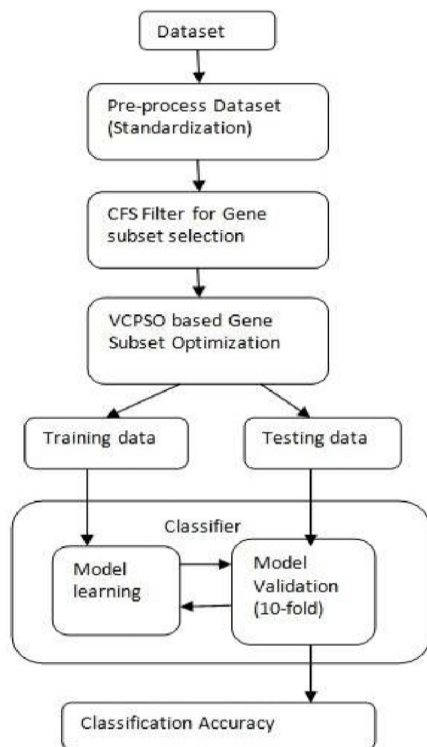 Dataset
Pre-process Dataset
(Standardization)
CFS Filter for Gene
subset selection
VCPSO based Gene
Subset Optimization
Training data
Testing data
Classifier
Model
learning
Model
Validation
(10-fold)
Classification Accuracy